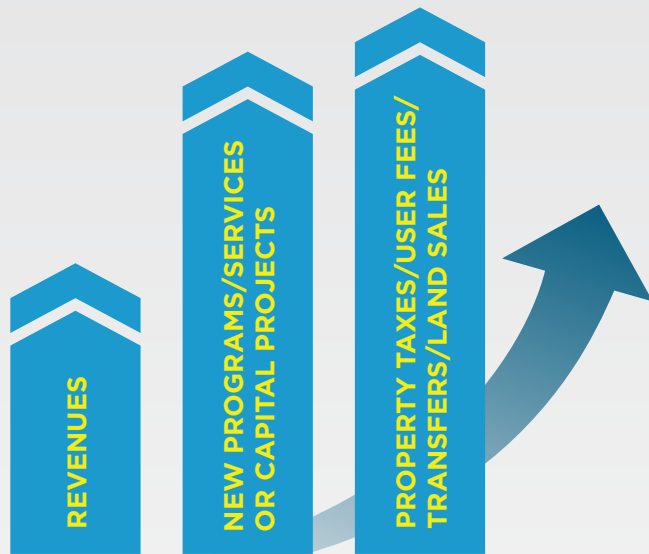 REVENUES
NEW PROGRAMS/SERVICES
OR CAPITAL PROJECTS
PROPERTY TAXES/USER FEES/
TRANSFERS/LAND SALES